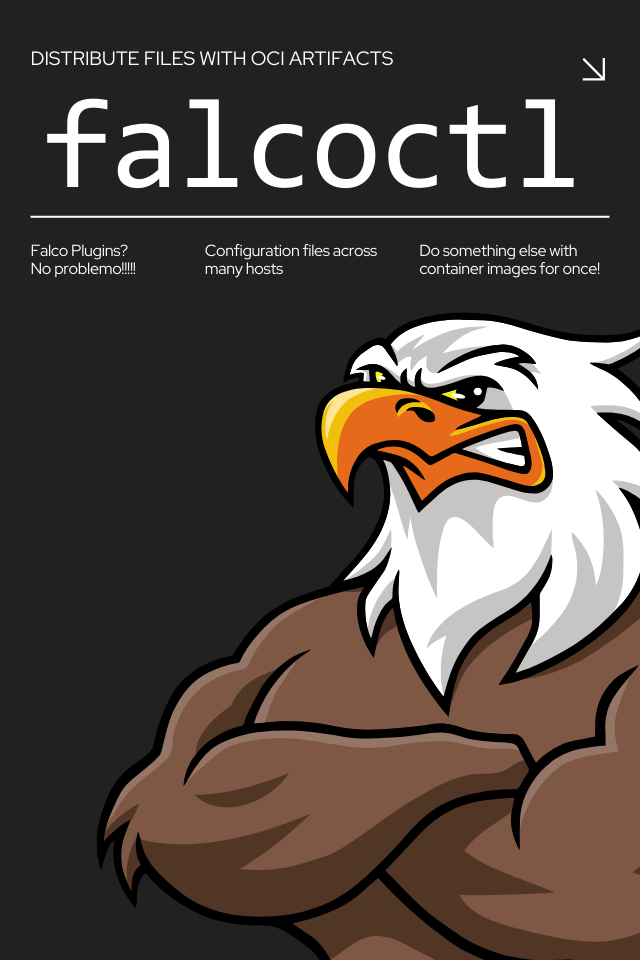 DISTRIBUTE FILES WITH OCI ARTIFACTS
falcoctl
Falco Plugins?
No problemo!!!!!
Configuration files across
many hosts
Do something else with
container images for once!